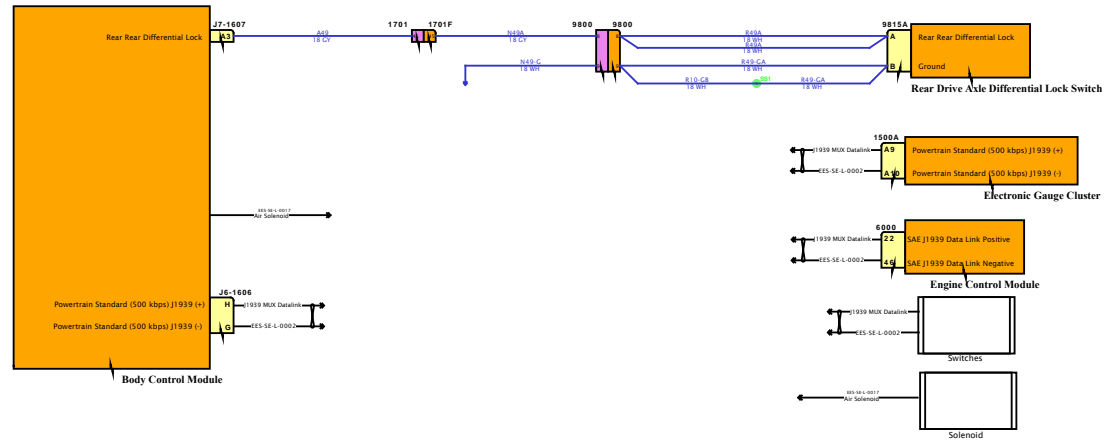 J7-1607
Rear Rear Differential Lock A3
A49
18 GY
1701 1701F
N49A
18 GY
N49-G
18 WH
9800 9800
R49A
R49A
18 WH
R49-GA
18 WH
R10-G8
18 WH
SS1
R49-GA
18 WH
9815A
A Rear Rear Differential Lock
B Ground
Rear Drive Axle Differential Lock Switch
1500A
J1939 MUX Datalink A9 Powertrain Standard (500 kbps) J1939 (+)
EES-SE-L-0002 A10 Powertrain Standard (500 kbps) J1939 (-)
Electronic Gauge Cluster
EES-SE-L-0017
Air Solenoid
6000
J1939 MUX Datalink 22 SAE J1939 Data Link Positive
EES-SE-L-0002 46 SAE J1939 Data Link Negative
Engine Control Module
J6-1606
Powertrain Standard (500 kbps) J1939 (+) H J1939 MUX Datalink
Powertrain Standard (500 kbps) J1939 (-) G EES-SE-L-0002
Body Control Module
J1939 MUX Datalink
EES-SE-L-0002
Switches
EES-SE-L-0017
Air Solenoid
Solenoid